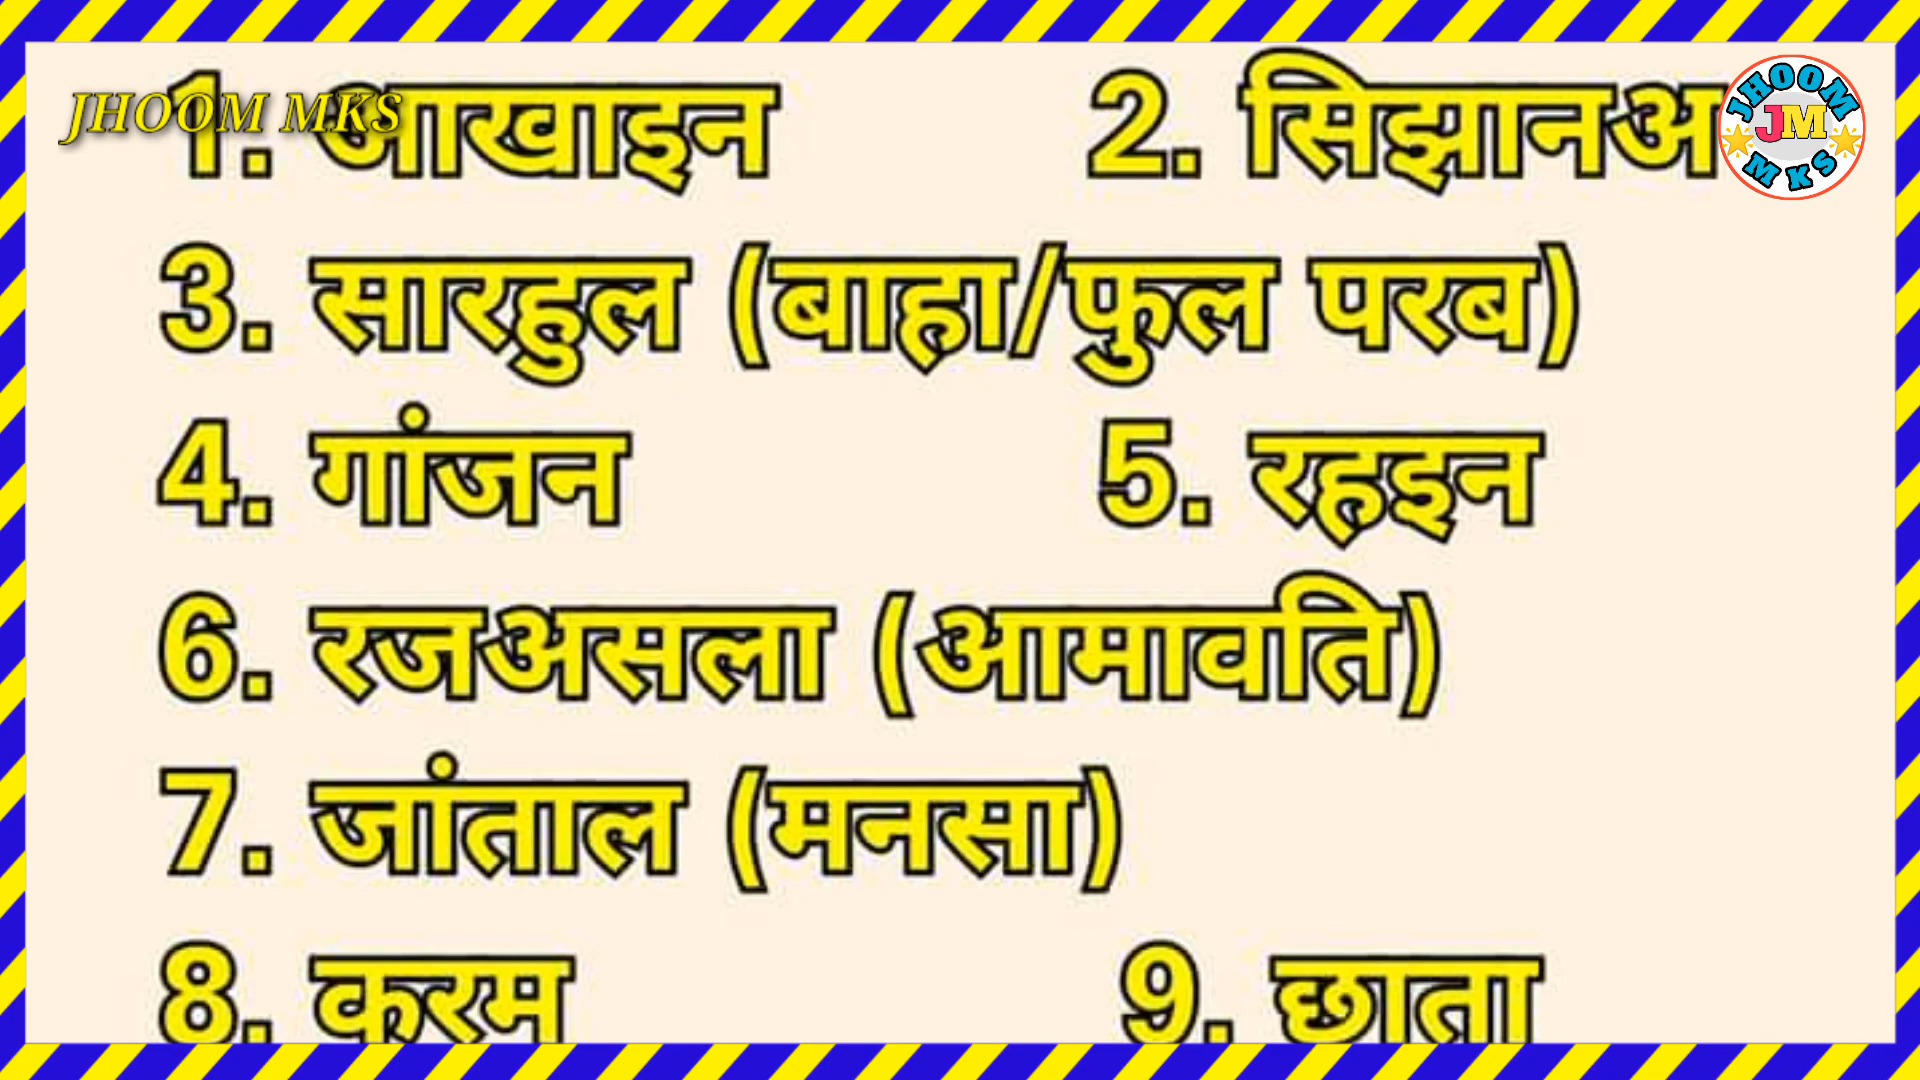 JHOOM MKS
1. आखाइन 2. सिझानअ
JHOOM JM MKS
3. सारहुल (बाहा/फुल परब)
4. गांजन 5. रहइन
6. रजअसला (आमावति)
7. जांताल (मनसा)
8. करम 9. छाता